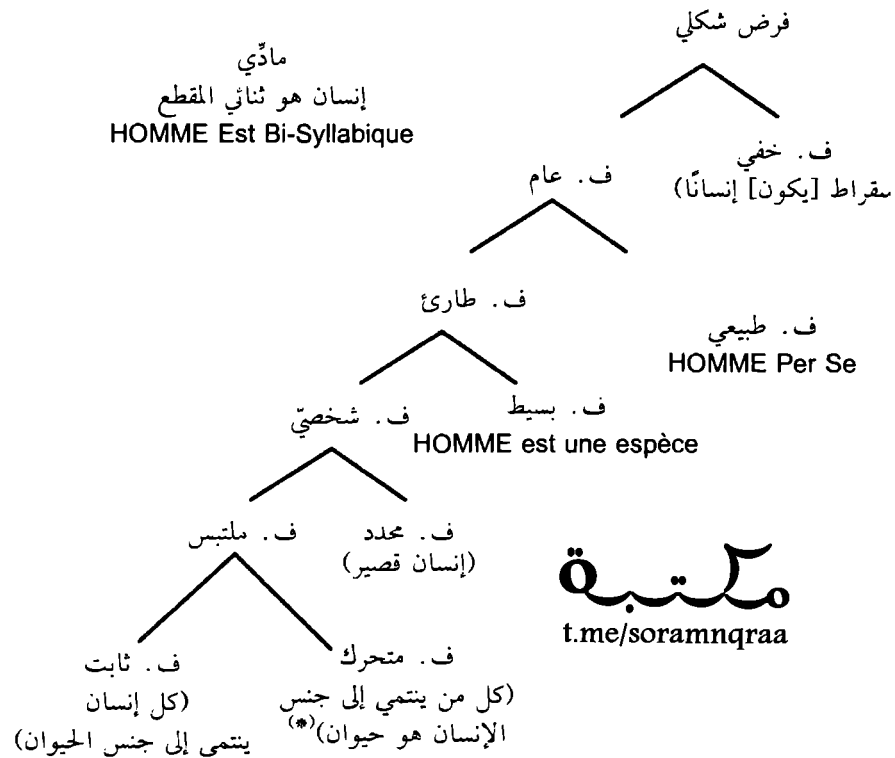 فرض شكلي
مادِّي
إنسان هو ثنائي المقطع
HOMME Est Bi-Syllabique
ف. خفي
سقراط [يكون] إنسانًا)
ف. عام
ف. طارئ
ف. طبيعي
HOMME Per Se
ف. بسيط
HOMME est une espèce
ف. شخصيّ
ف. محدد
(إنسان قصير)
ف. ملتبس
مكتبة
t.me/soramnqraa
ف. متحرك
(كل من ينتمي إلى جنس
الإنسان هو حيوان)(*)
ف. ثابت
(كل إنسان
ينتمي إلى جنس الحيوان)